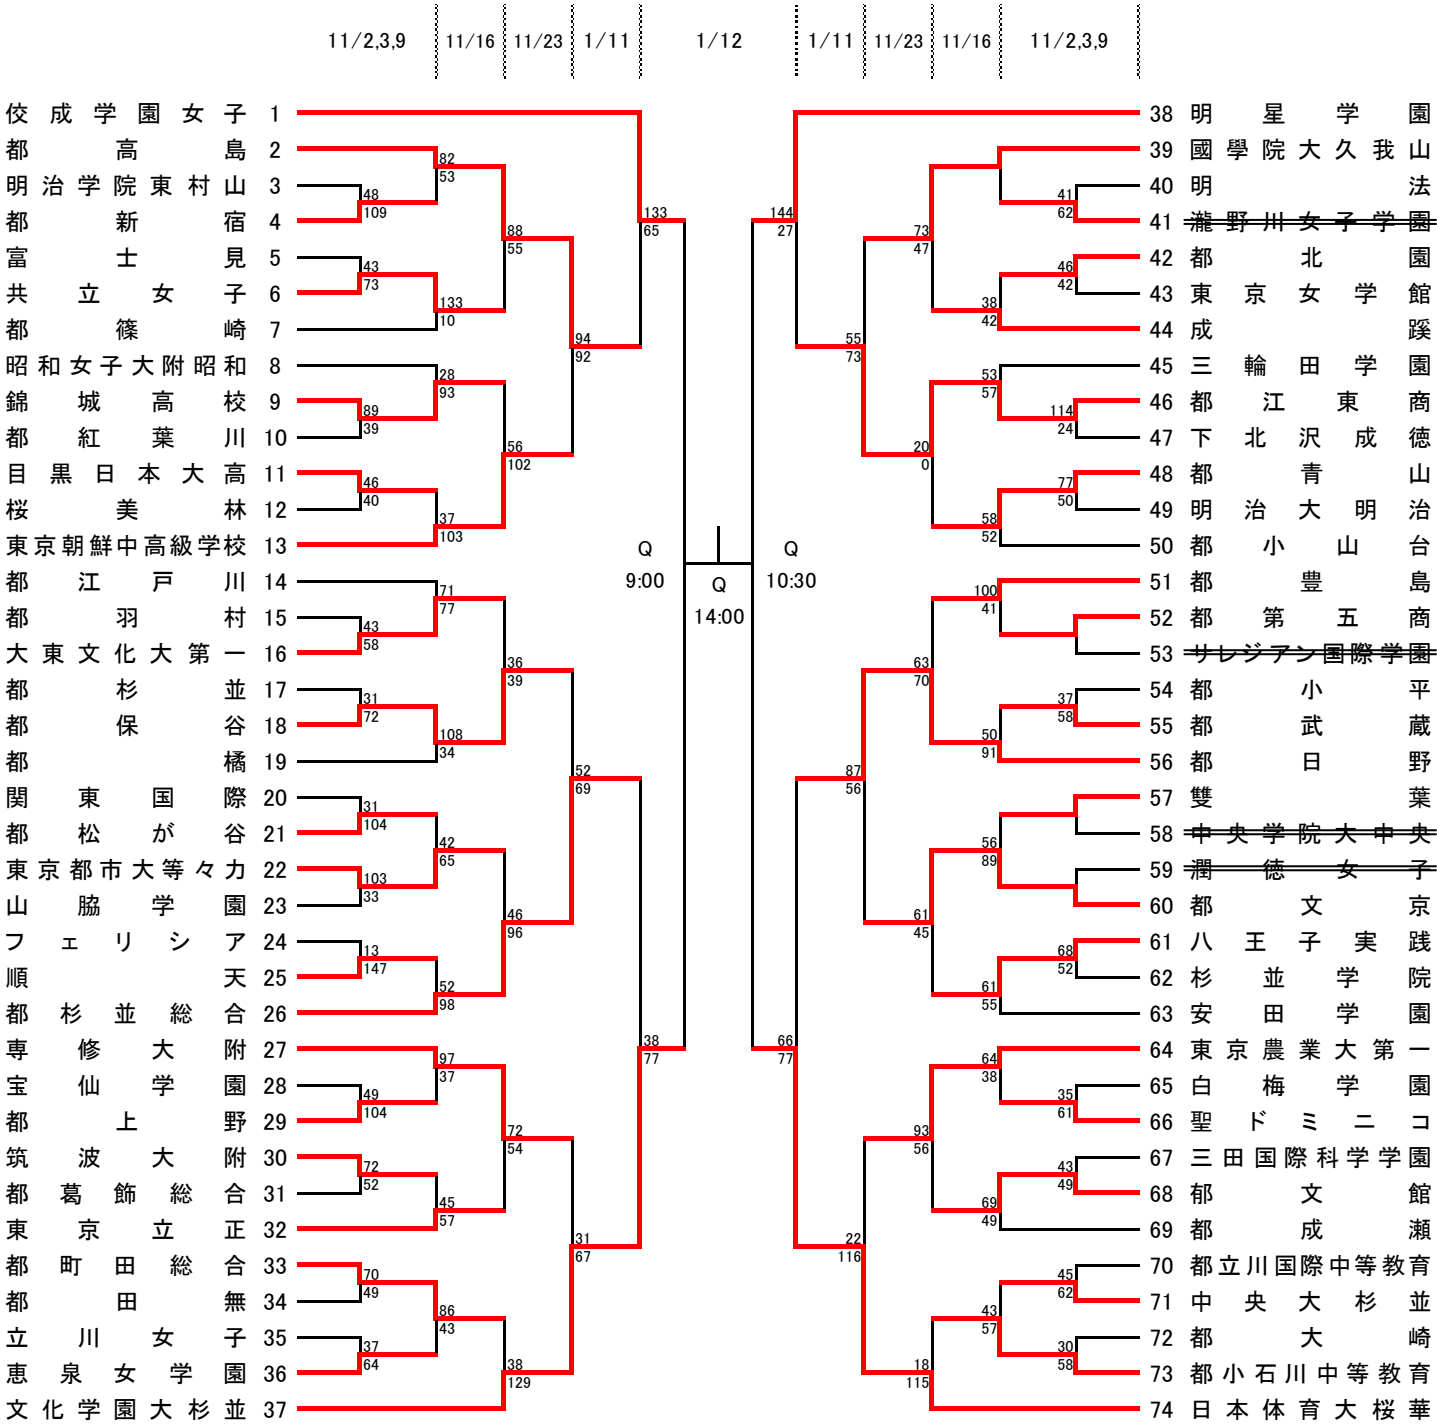 11/2,3,9 11/16 11/23 1/11 1/12 1/11 11/23 11/16 11/2,3,9
佼成学園女子 1
都高島 2
明治学院東村山 3
都新宿 4
富士見 5
共立女子 6
都篠崎 7
昭和女子大附昭和 8
錦城高校 9
都紅葉川 10
目黒日本大高 11
桜美林 12
東京朝鮮中高級学校 13
都江戸川 14
都羽村 15
大東文化大第一 16
都杉並 17
都保谷 18
都橘 19
関東国際 20
都松が谷 21
東京都市大等々力 22
山脇学園 23
フェリシア 24
順天 25
都杉並総合 26
専修大附 27
宝仙学園 28
都上野 29
筑波大附 30
都葛飾総合 31
東京立正 32
都町田総合 33
都田無 34
立川女子 35
恵泉女学園 36
文化学園大杉並 37
48
109
43
73
89
39
46
40
43
58
31
72
31
104
103
33
13
147
49
104
72
52
70
49
37
64
82
53
133
10
28
93
37
103
71
77
108
34
42
65
52
98
97
37
45
57
86
43
88
55
56
102
36
39
46
96
72
54
38
129
94
92
52
69
31
67
133
65
38
77
Q
9:00
Q
14:00
Q
10:30
144
27
66
77
55
73
87
56
22
116
73
47
20
0
63
70
61
45
93
56
18
115
38
42
53
57
58
52
100
41
50
91
56
89
61
55
64
38
69
49
43
57
41
62
46
42
114
24
77
50
37
58
68
52
35
61
43
49
45
62
30
58
38 明星学園
39 國學院大久我山
40 明法
41 瀧野川女子学園
42 都北園
43 東京女学館
44 成蹊
45 三輪田学園
46 都江東商
47 下北沢成徳
48 都青山
49 明治大明治
50 都小山台
51 都豊島
52 都第五商
53 サレジアン国際学園
54 都小平
55 都武蔵
56 都日野
57 雙葉
58 中央学院大中央
59 潤徳女子
60 都文京
61 八王子実践
62 杉並学院
63 安田学園
64 東京農業大第一
65 白梅学園
66 聖ドミニコ
67 三田国際科学学園
68 郁文館
69 都成瀬
70 都立川国際中等教育
71 中央大杉並
72 都大崎
73 都小石川中等教育
74 日本体育大桜華